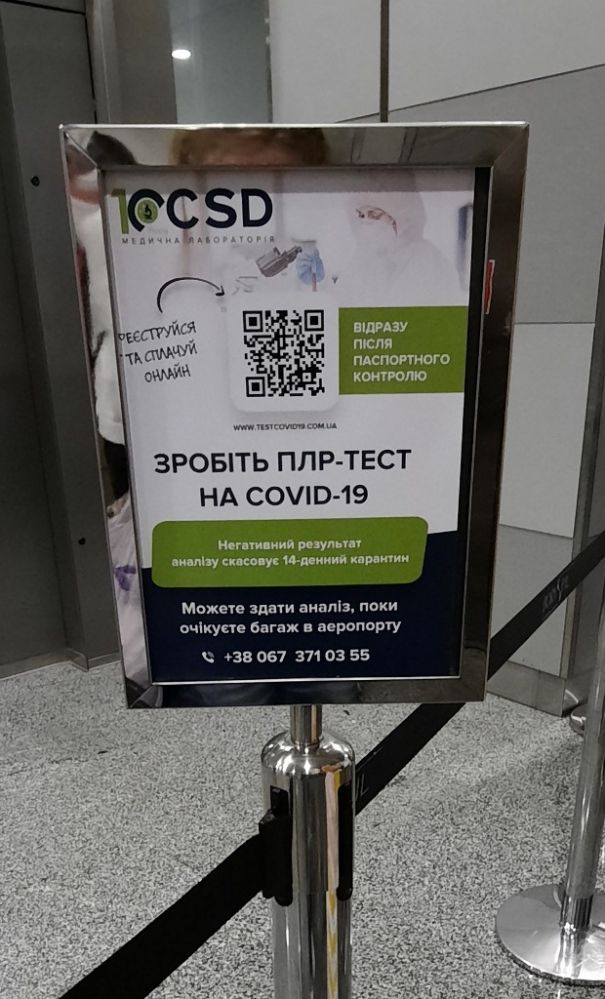 CSD
МЕДИЧНА ЛАБОРАТОРІЯ
РЕЄСТРУЙСЯ
ТА СПЛАЧУЙ
ОНЛАЙН
ВІДРАЗУ
ПІСЛЯ
ПАСПОРТНОГО
КОНТРОЛЮ
WWW.TESTCOVID19.COM.UA
ЗРОБІТЬ ПЛР-ТЕСТ
НА COVID-19
Негативний результат
аналізу скасовує 14-денний карантин
Можете здати аналіз, поки
очікуєте багаж в аеропорту
+38 067 371 03 55